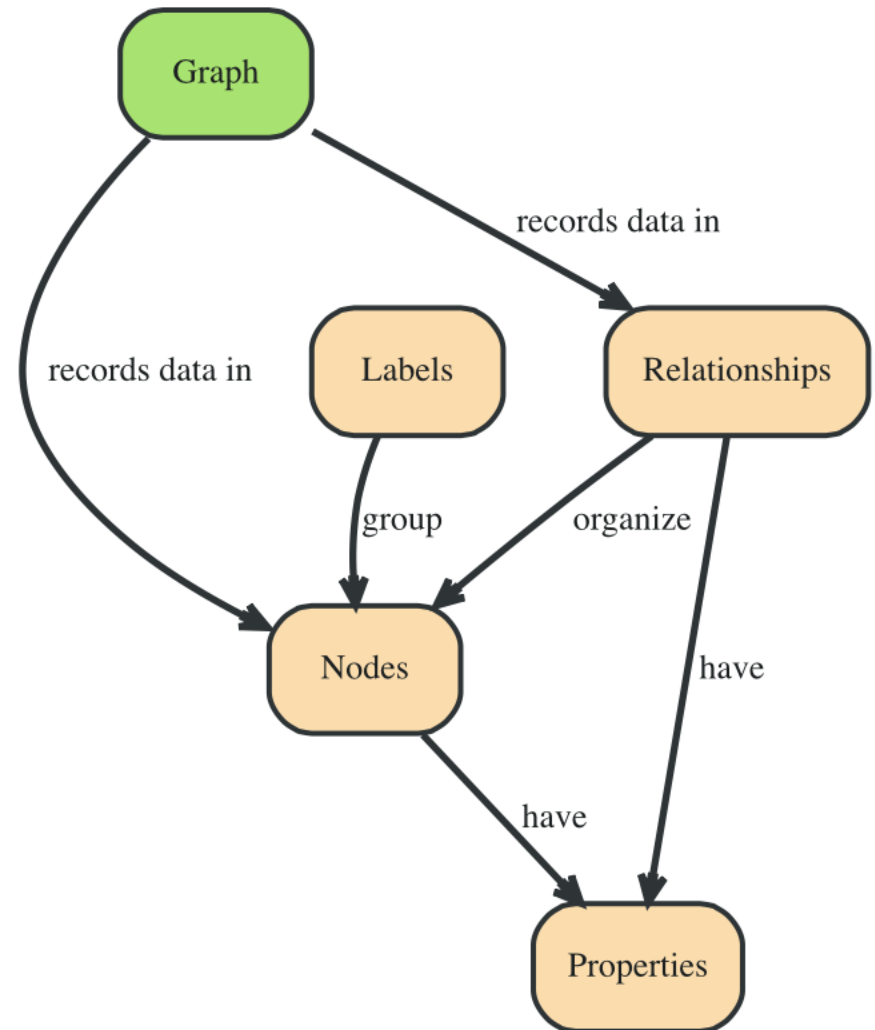 Graph
records data in
records data in
Labels
Relationships
group
organize
Nodes
have
have
Properties